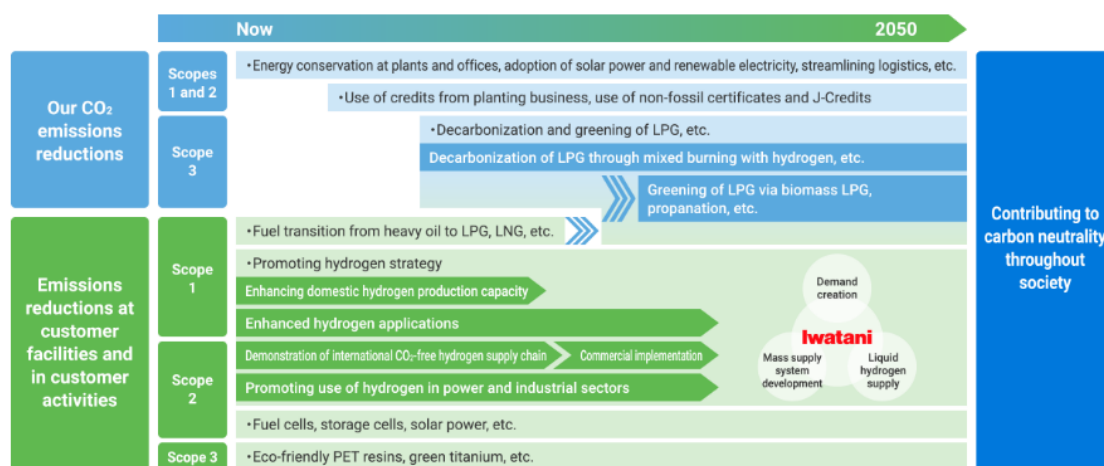 Now
2050
Our CO₂
emissions
reductions
Scopes
1 and 2
•Energy conservation at plants and offices, adoption of solar power and renewable electricity, streamlining logistics, etc.
•Use of credits from planting business, use of non-fossil certificates and J-Credits
Scope
3
•Decarbonization and greening of LPG, etc.
Decarbonization of LPG through mixed burning with hydrogen, etc.
Greening of LPG via biomass LPG,
propanation, etc.
Emissions
reductions at
customer
facilities and
in customer
activities
Scope
1
•Fuel transition from heavy oil to LPG, LNG, etc.
•Promoting hydrogen strategy
Enhancing domestic hydrogen production capacity
Enhanced hydrogen applications
Scope
2
Demonstration of international CO₂-free hydrogen supply chain
Commercial implementation
Promoting use of hydrogen in power and industrial sectors
•Fuel cells, storage cells, solar power, etc.
Scope 3
•Eco-friendly PET resins, green titanium, etc.
Demand
creation
Iwatani
Mass supply
system
development
Liquid
hydrogen
supply
Contributing to
carbon neutrality
throughout
society